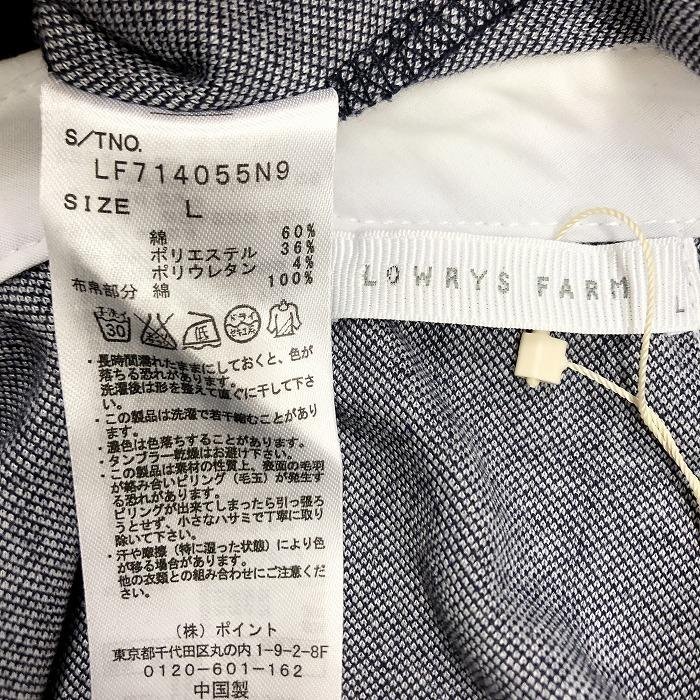 S/TNO.
LF714055N9
SIZE L
綿 60%
ポリエステル 36%
ポリウレタン 4%
布帛部分 綿 100%
30
低
ドライ
セキユ系
・長時間濡れたままにしておくと、色が
落ちる恐れがあります。
洗濯後は形を整えて直ぐに干して下さ
い。
・この製品は洗濯で若干縮むことがあり
ます。
・濃色は色落ちすることがあります。
・タンブラー乾燥はお避け下さい。
・この製品は素材の性質上、表面の毛羽
が絡み合いピリング（毛玉）が発生す
る恐れがあります。
ピリングが出来てしまったら引っ張ろ
うとせず、小さなハサミで丁寧に取り
除いて下さい。
・汗や摩擦（特に湿った状態）により色
が移る場合があります。
他の衣類との組み合わせにご注意くだ
さい。
（株）ポイント
東京都千代田区丸の内1-9-2-8F
0120-601-162
中国製
LOWRYS FARM
L